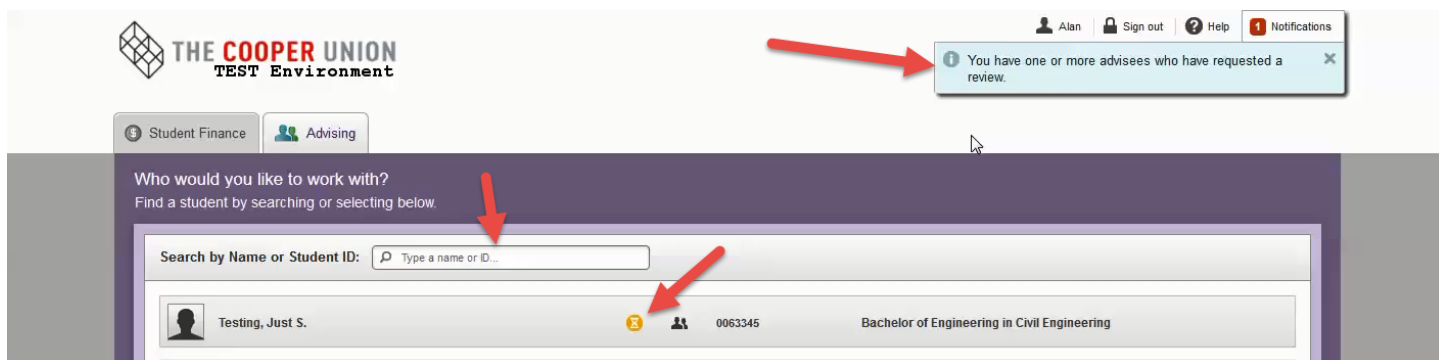 THE COOPER UNION
TEST Environment
Alan Sign out Help 1 Notifications
You have one or more advisees who have requested a
review.
Student Finance Advising
Who would you like to work with?
Find a student by searching or selecting below.
Search by Name or Student ID: Type a name or ID...
Testing, Just S. 0063345 Bachelor of Engineering in Civil Engineering